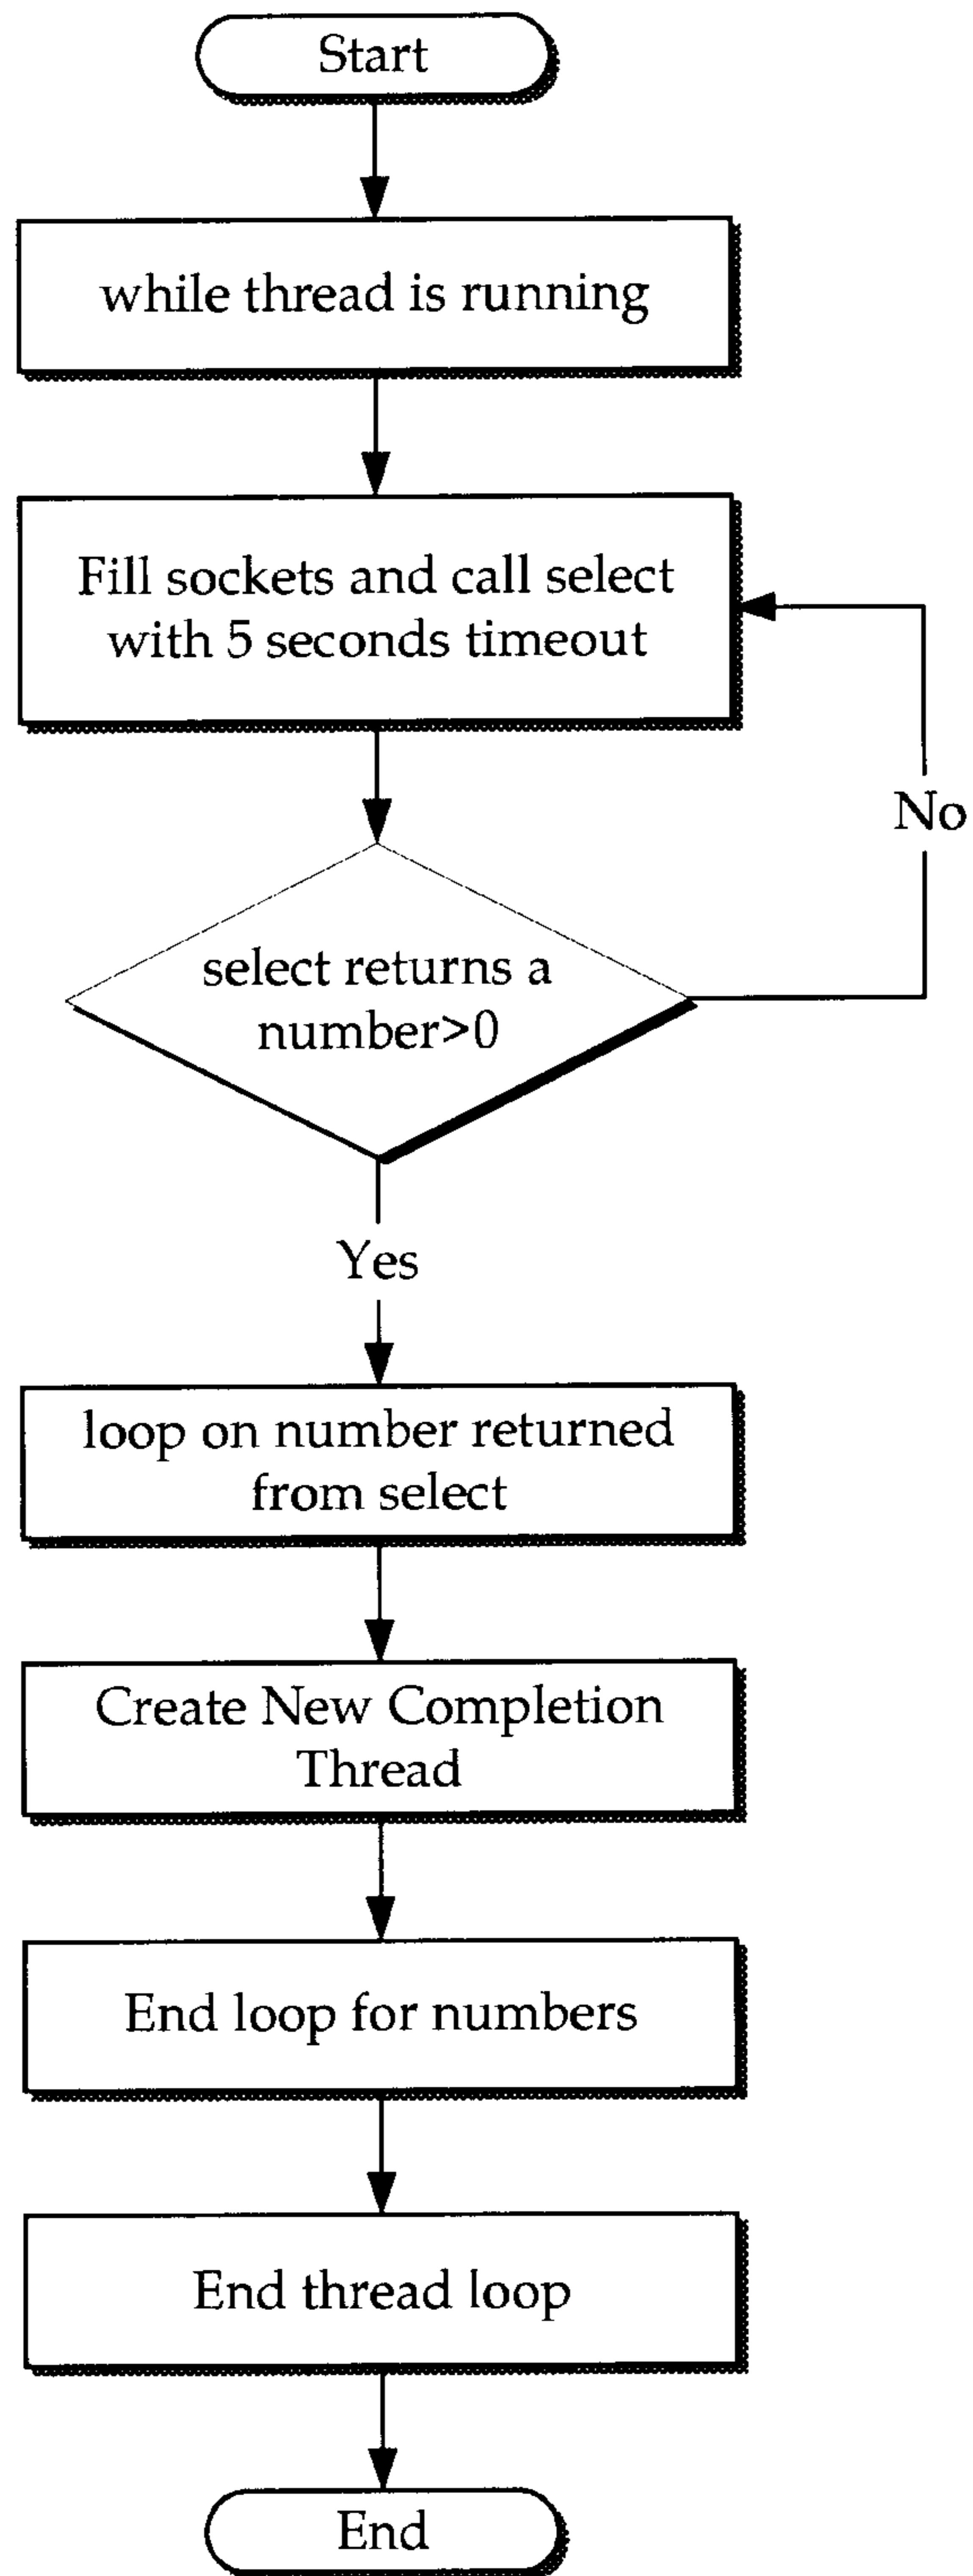 Start
while thread is running
Fill sockets and call select
with 5 seconds timeout
No
select returns a
number>0
Yes
loop on number returned
from select
Create New Completion
Thread
End loop for numbers
End thread loop
End